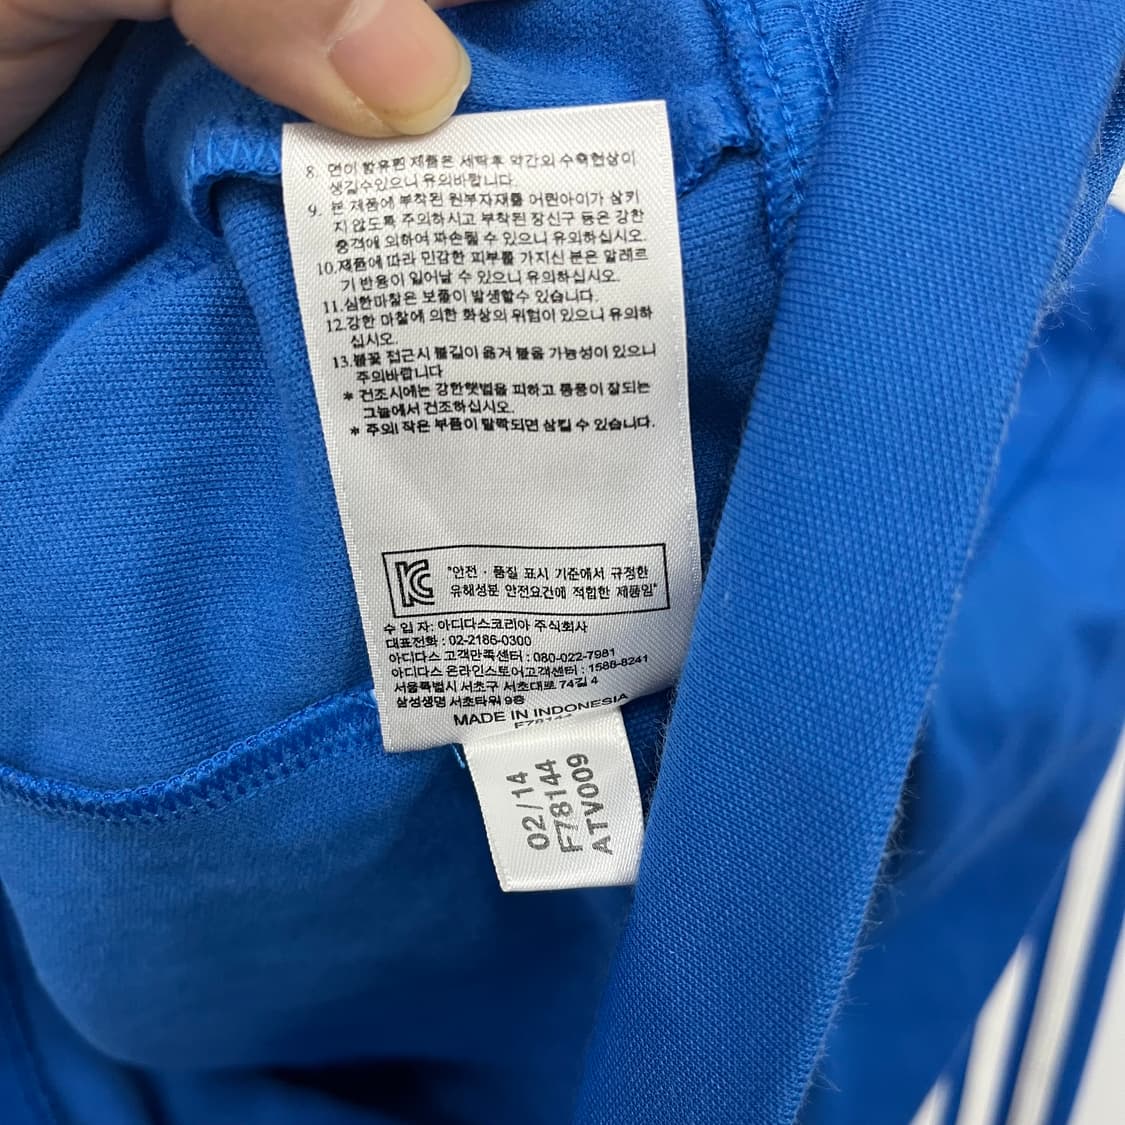 8. 면이 함유된 제품은 세탁후 약간의 수축현상이
생길수있으니 유의바랍니다.
9. 본 제품에 부착된 원부자재를 어린아이가 삼키
지 않도록 주의하시고 부착된 장신구 등은 강한
충격에 의하여 파손될 수 있으니 유의하십시오.
10.제품에 따라 민감한 피부를 가지신 분은 알레르
기 반응이 일어날 수 있으니 유의하십시오.
11.심한마찰은 보풀이 발생할수 있습니다.
12.강한 마찰에 의한 화상의 위험이 있으니 유의하
십시오.
13.불꽃 접근시 불길이 옮겨 붙을 가능성이 있으니
주의바랍니다
* 건조시에는 강한햇볕을 피하고 통풍이 잘되는
그늘에서 건조하십시오.
* 주의! 작은 부품이 탈락되면 삼킬 수 있습니다.
"안전 · 품질 표시 기준에서 규정한
유해성분 안전요건에 적합한 제품임"
수 입 자: 아디다스코리아 주식회사
대표전화 : 02-2186-0300
아디다스 고객만족센터 : 080-022-7981
아디다스 온라인스토어고객센터 : 1588-8241
서울특별시 서초구 서초대로 74길 4
삼성생명 서초타워 9층
MADE IN INDONESIA
F78144
02/14
F78144
ATV009